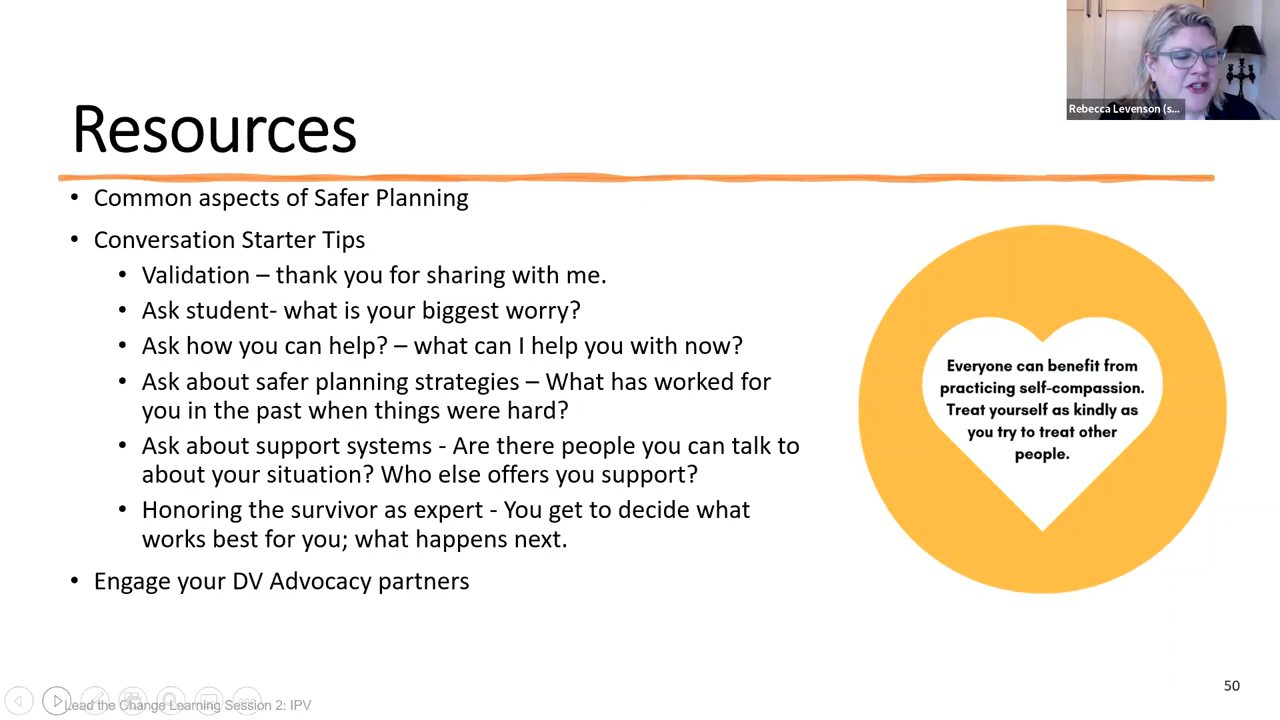 Rebecca Levenson (s...
Resources
• Common aspects of Safer Planning
• Conversation Starter Tips
• Validation – thank you for sharing with me.
• Ask student- what is your biggest worry?
• Ask how you can help? – what can I help you with now?
• Ask about safer planning strategies – What has worked for
you in the past when things were hard?
• Ask about support systems - Are there people you can talk to
about your situation? Who else offers you support?
• Honoring the survivor as expert - You get to decide what
works best for you; what happens next.
• Engage your DV Advocacy partners
Everyone can benefit from
practicing self-compassion.
Treat yourself as kindly as
you try to treat other
people.
50
Lead the Change Learning Session 2: IPV